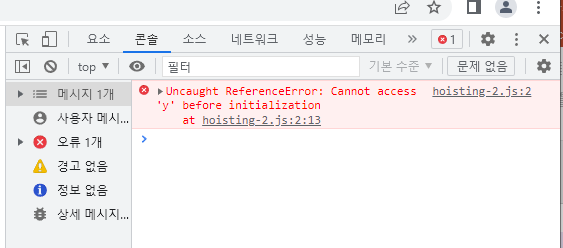 요소 콘솔 소스 네트워크 성능 메모리 » 1
top ▼ 필터 기본 수준 ▼ 문제 없음
메시지 1개
사용자 메시...
오류 1개
경고 없음
정보 없음
상세 메시지...
Uncaught ReferenceError: Cannot access hoisting-2.js:2
'y' before initialization
at hoisting-2.js:2:13